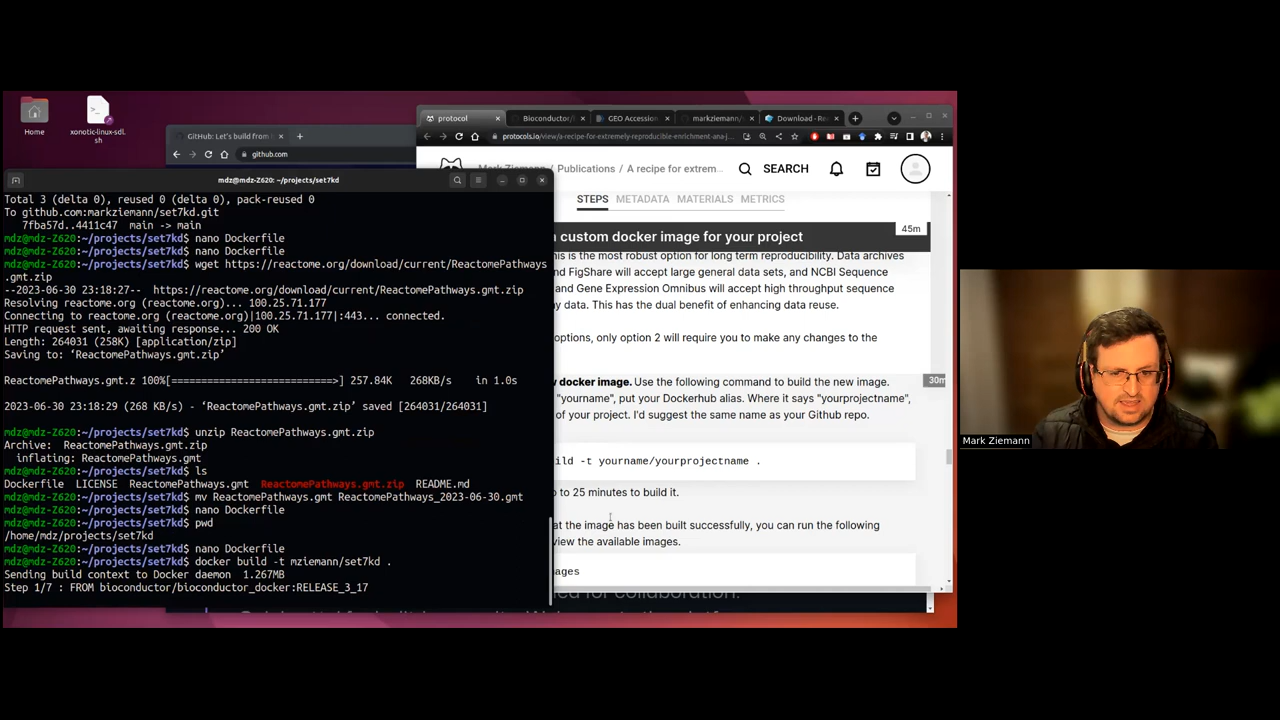 Home
xonotic-linux-sdl.
sh
GitHub: Let's build from
github.com
protocol
Bioconductor/
GEO Accession
Download - Re
protocols.io/view/a-recipe-for-extremely-reproducible-enrichment-ana-j
Mark Ziemann / Publications / A recipe for extrem...
SEARCH
STEPS METADATA MATERIALS METRICS
45m
custom docker image for your project
his is the most robust option for long term reproducibility. Data archives
and FigShare will accept large general data sets, and NCBI Sequence
and Gene Expression Omnibus will accept high throughput sequence
y data. This has the dual benefit of enhancing data reuse.
options, only option 2 will require you to make any changes to the
w docker image. Use the following command to build the new image.
30m
"yourname", put your Dockerhub alias. Where it says "yourprojectname",
of your project. I'd suggest the same name as your Github repo.
ild -t yourname/yourprojectname .
o to 25 minutes to build it.
at the image has been built successfully, you can run the following
view the available images.
ages
mdz@mdz-Z620: ~/projects/set7kd
Total 3 (delta 0), reused 0 (delta 0), pack-reused 0
To github.com:markziemann/set7kd.git
   7fba57d..4411c47  main -> main
mdz@mdz-Z620:~/projects/set7kd$ nano Dockerfile
mdz@mdz-Z620:~/projects/set7kd$ nano Dockerfile
mdz@mdz-Z620:~/projects/set7kd$ wget https://reactome.org/download/current/ReactomePathways
.gmt.zip
--2023-06-30 23:18:27--  https://reactome.org/download/current/ReactomePathways.gmt.zip
Resolving reactome.org (reactome.org)... 100.25.71.177
Connecting to reactome.org (reactome.org)|100.25.71.177|:443... connected.
HTTP request sent, awaiting response... 200 OK
Length: 264031 (258K) [application/zip]
Saving to: ‘ReactomePathways.gmt.zip’
ReactomePathways.gmt.z 100%[============================>] 257.84K   268KB/s    in 1.0s
2023-06-30 23:18:29 (268 KB/s) - ‘ReactomePathways.gmt.zip’ saved [264031/264031]
mdz@mdz-Z620:~/projects/set7kd$ unzip ReactomePathways.gmt.zip
Archive:  ReactomePathways.gmt.zip
  inflating: ReactomePathways.gmt
mdz@mdz-Z620:~/projects/set7kd$ ls
Dockerfile  LICENSE  ReactomePathways.gmt  ReactomePathways.gmt.zip  README.md
mdz@mdz-Z620:~/projects/set7kd$ mv ReactomePathways.gmt ReactomePathways_2023-06-30.gmt
mdz@mdz-Z620:~/projects/set7kd$ nano Dockerfile
mdz@mdz-Z620:~/projects/set7kd$ pwd
/home/mdz/projects/set7kd
mdz@mdz-Z620:~/projects/set7kd$ nano Dockerfile
mdz@mdz-Z620:~/projects/set7kd$ docker build -t mziemann/set7kd .
Sending build context to Docker daemon  1.267MB
Step 1/7 : FROM bioconductor/bioconductor_docker:RELEASE_3_17
Mark Ziemann